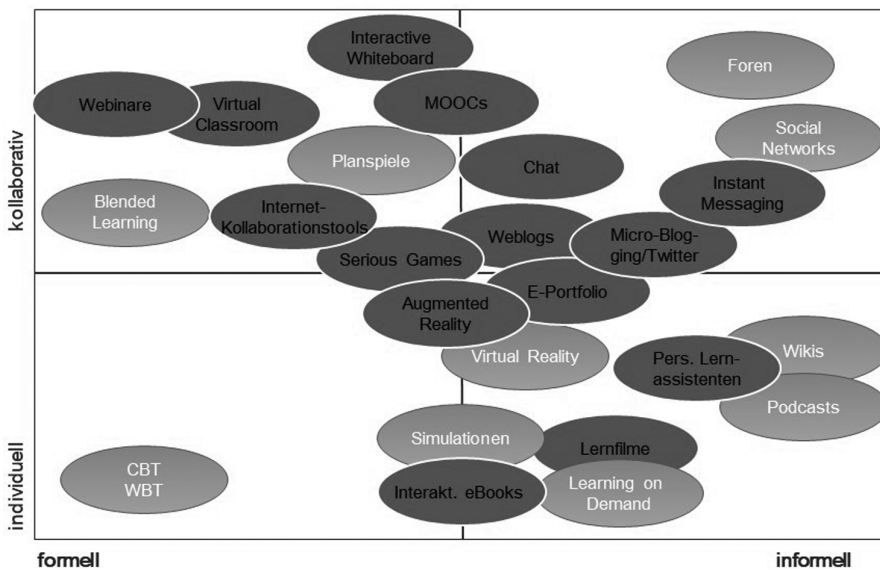 kollaborativ
individuell
Interactive
Whiteboard
Foren
Webinare
Virtual
Classroom
MOOCs
Social
Networks
Planspiele
Chat
Instant
Messaging
Blended
Learning
Internet-
Kollaborationstools
Weblogs
Micro-Blog-
ging/Twitter
Serious Games
E-Portfolio
Augmented
Reality
Virtual Reality
Pers. Lern-
assistenten
Wikis
Podcasts
Simulationen
Lernfilme
CBT
WBT
Interakt. eBooks
Learning on
Demand
formell
informell